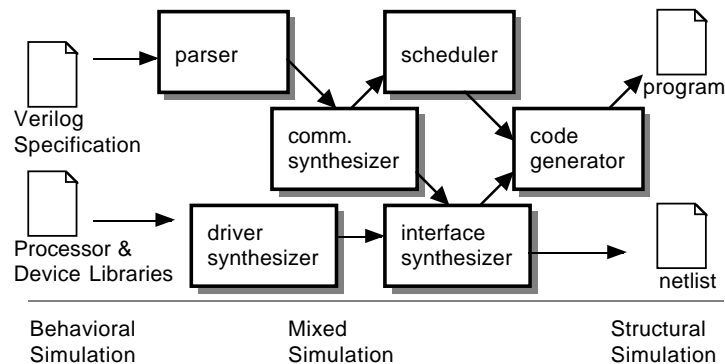 parser
scheduler
program
Verilog
Specification
comm.
synthesizer
code
generator
Processor &
Device Libraries
driver
synthesizer
interface
synthesizer
netlist
Behavioral
Simulation
Mixed
Simulation
Structural
Simulation